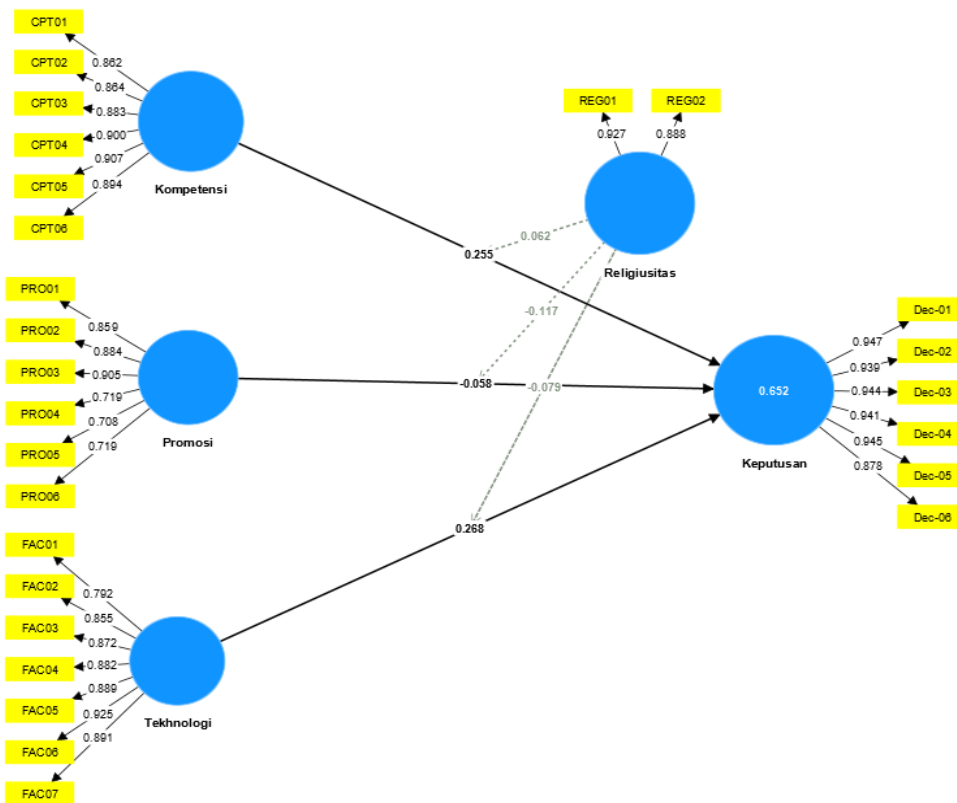 CPT01
CPT02
CPT03
CPT04
CPT05
CPT06
0.862
0.864
0.883
0.900
0.907
0.894
Kompetensi
REG01
REG02
0.927
0.888
Religiusitas
0.062
0.255
-0.117
-0.058
-0.079
0.268
PRO01
PRO02
PRO03
PRO04
PRO05
PRO06
0.859
0.884
0.905
0.719
0.708
0.719
Promosi
FAC01
FAC02
FAC03
FAC04
FAC05
FAC06
FAC07
0.792
0.855
0.872
0.882
0.889
0.925
0.891
Tekhnologi
0.652
Keputusan
0.947
0.939
0.944
0.941
0.945
0.878
Dec-01
Dec-02
Dec-03
Dec-04
Dec-05
Dec-06